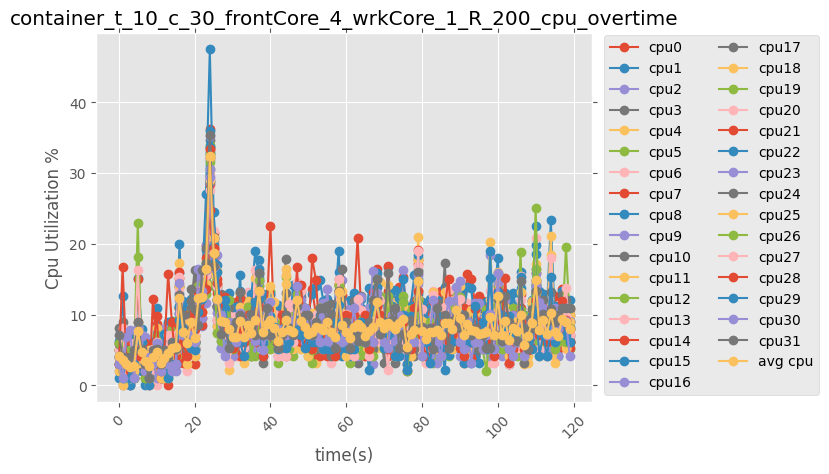 container_t_10_c_30_frontCore_4_wrkCore_1_R_200_cpu_overtime
Cpu Utilization %
40
30
20
10
0
0
20
40
60
80
100
120
time(s)
cpu0
cpu1
cpu2
cpu3
cpu4
cpu5
cpu6
cpu7
cpu8
cpu9
cpu10
cpu11
cpu12
cpu13
cpu14
cpu15
cpu16
cpu17
cpu18
cpu19
cpu20
cpu21
cpu22
cpu23
cpu24
cpu25
cpu26
cpu27
cpu28
cpu29
cpu30
cpu31
avg cpu